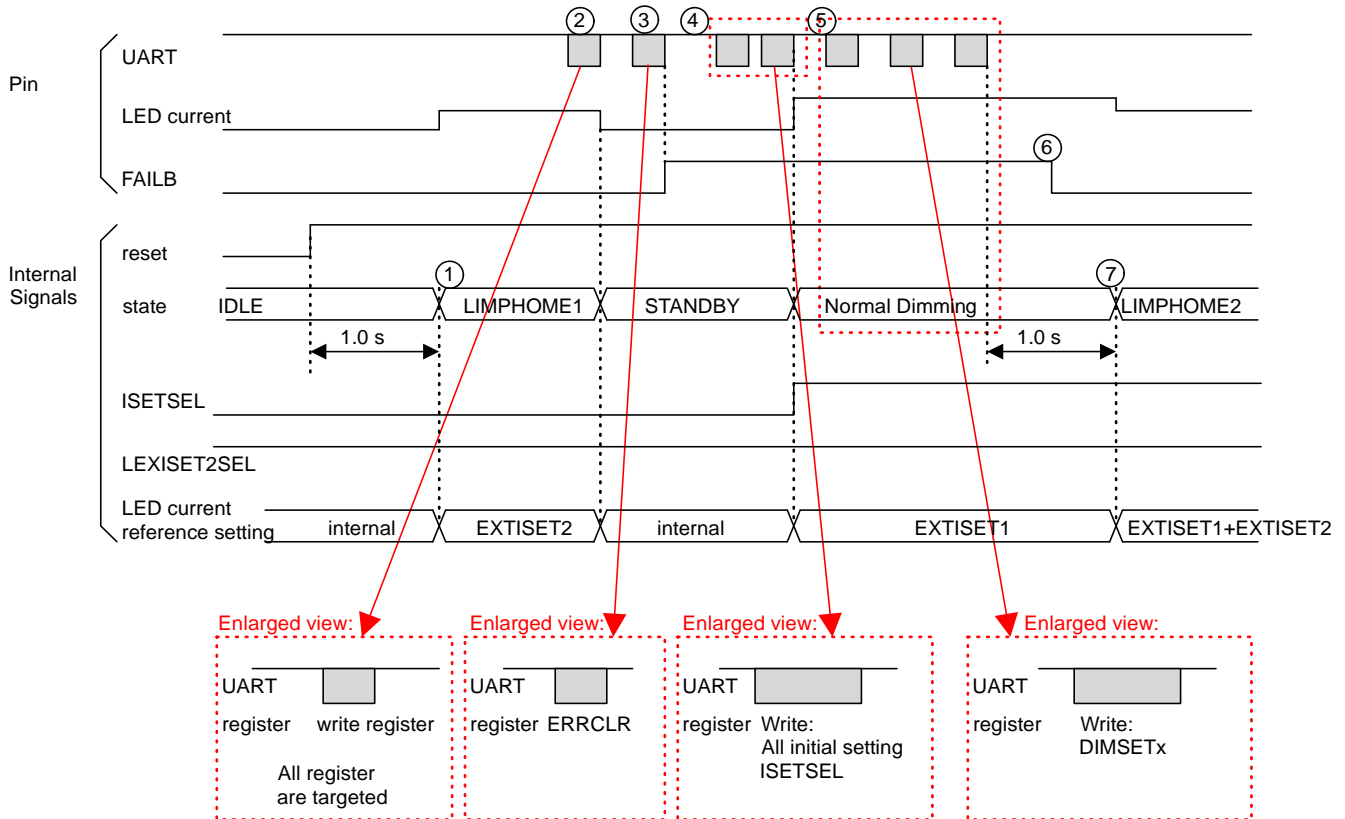 ② ③ ④ ⑤
Pin
UART
LED current
FAILB
⑥
Internal
Signals
reset
① ⑦
state IDLE LIMPHOME1 STANDBY Normal Dimming LIMPHOME2
1.0 s 1.0 s
ISETSEL
LEXISET2SEL
LED current
reference setting internal EXTISET2 internal EXTISET1 EXTISET1+EXTISET2
Enlarged view: Enlarged view: Enlarged view: Enlarged view:
UART UART UART UART
register write register register ERRCLR register Write: register Write:
All initial setting DIMSETx
ISETSEL
All register
are targeted